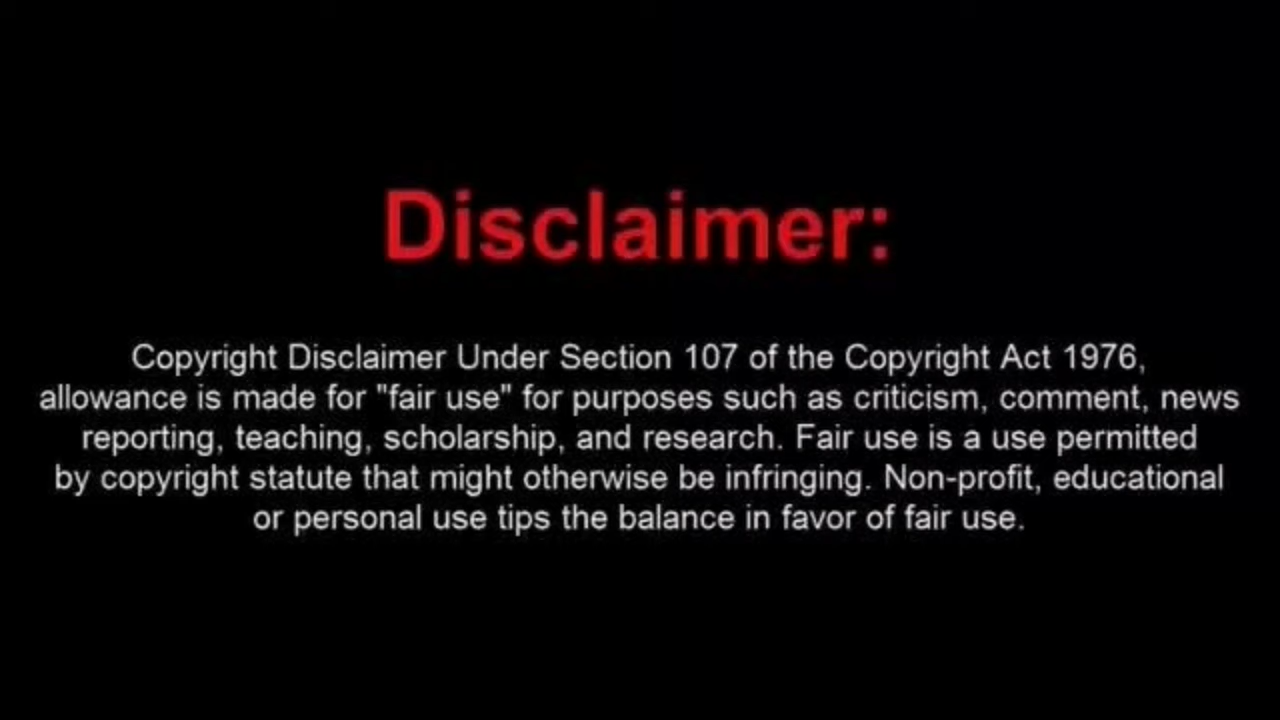 Disclaimer:
Copyright Disclaimer Under Section 107 of the Copyright Act 1976,
allowance is made for "fair use" for purposes such as criticism, comment, news
reporting, teaching, scholarship, and research. Fair use is a use permitted
by copyright statute that might otherwise be infringing. Non-profit, educational
or personal use tips the balance in favor of fair use.